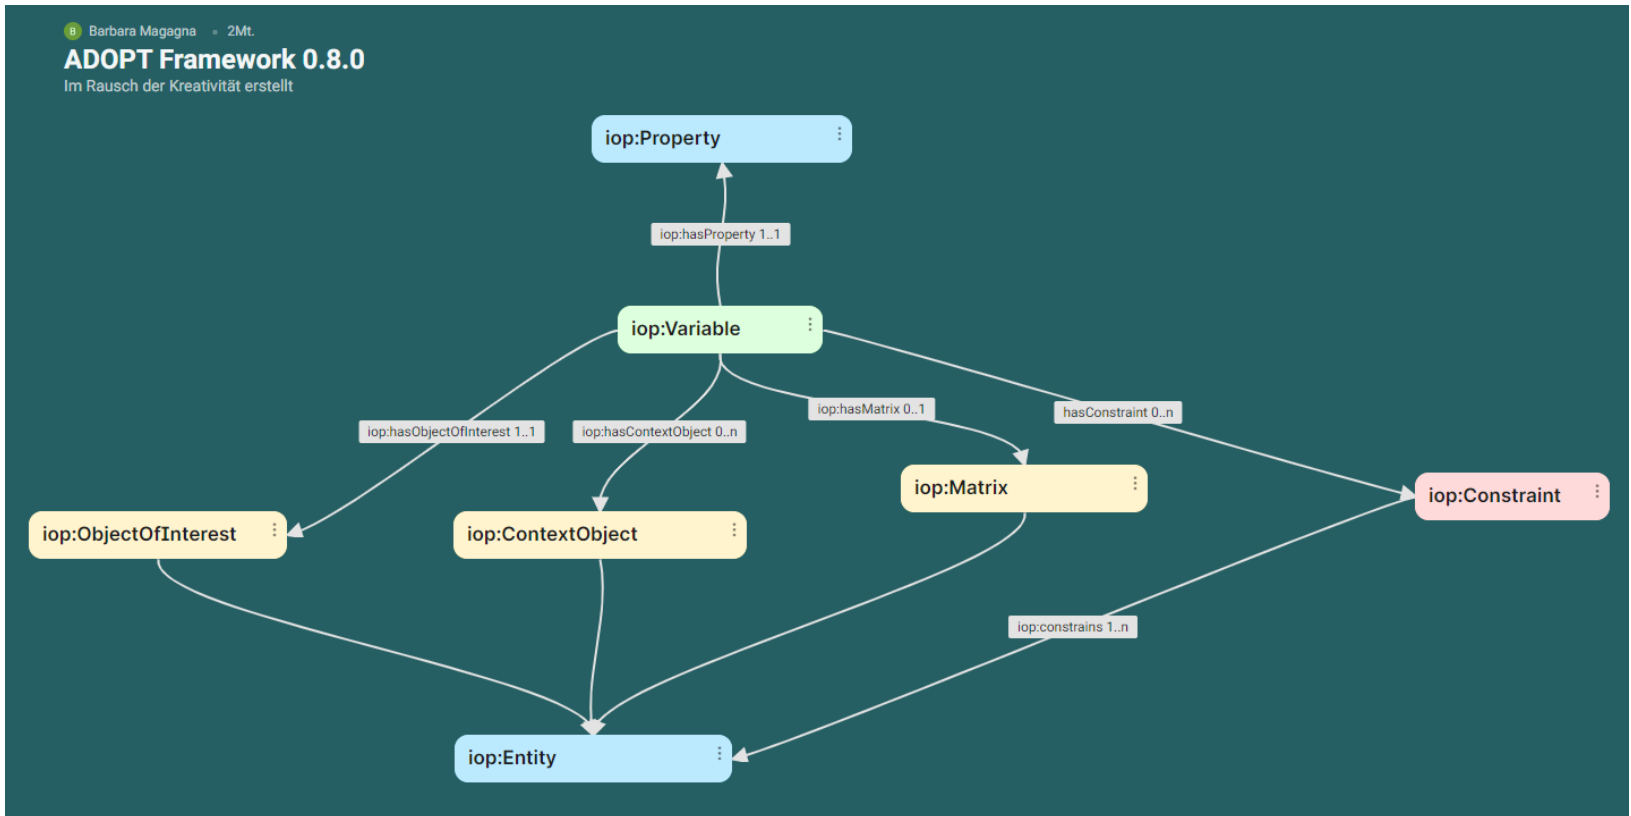 B Barbara Magagna • 2Mt.
ADOPT Framework 0.8.0
Im Rausch der Kreativität erstellt
iop:Property
iop:hasProperty 1..1
iop:Variable
iop:hasObjectOfInterest 1..1
iop:hasContextObject 0..n
iop:hasMatrix 0..1
hasConstraint 0..n
iop:ObjectOfInterest
iop:ContextObject
iop:Matrix
iop:Constraint
iop:constrains 1..n
iop:Entity